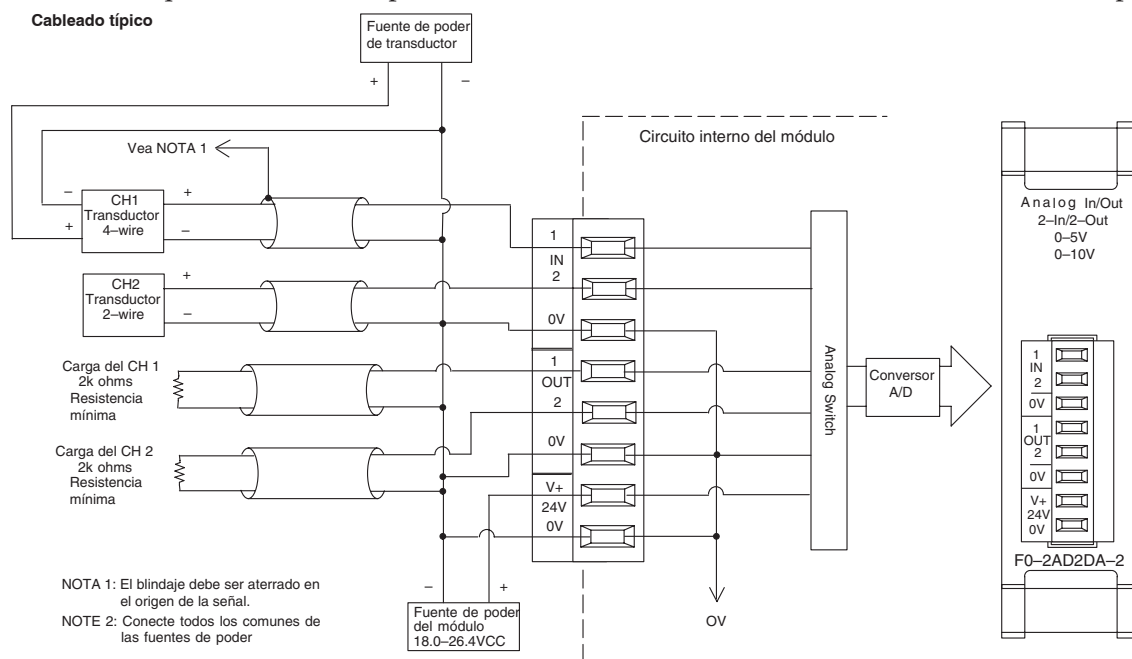 Cableado típico
Fuente de poder
de transductor
+
–
Circuito interno del módulo
Vea NOTA 1
–
+
CH1
Transductor
4–wire
+
–
CH2
Transductor
2–wire
+
–
Carga del CH 1
2k ohms
Resistencia
mínima
Carga del CH 2
2k ohms
Resistencia
mínima
1
IN
2
0V
1
OUT
2
0V
V+
24V
0V
Analog Switch
Conversor
A/D
OV
–
+
Fuente de poder
del módulo
18.0–26.4VCC
NOTA 1: El blindaje debe ser aterrado en
el origen de la señal.
NOTE 2: Conecte todos los comunes de
las fuentes de poder
Analog In/Out
2–In/2–Out
0–5V
0–10V
1
IN
2
0V
1
OUT
2
0V
V+
24V
0V
F0–2AD2DA–2